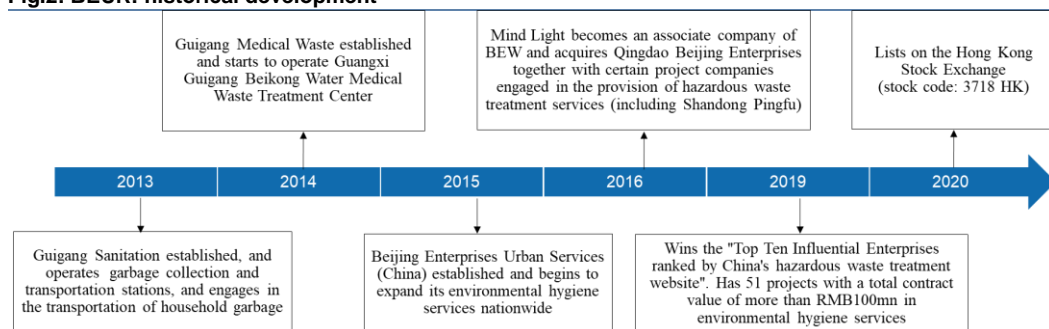 Fig.2: BEUR: historical development
Guigang Medical Waste established
and starts to operate Guangxi
Guigang Beikong Water Medical
Waste Treatment Center
Mind Light becomes an associate company of
BEW and acquires Qingdao Beijing Enterprises
together with certain project companies
engaged in the provision of hazardous waste
treatment services (including Shandong Pingfu)
Lists on the Hong Kong
Stock Exchange
(stock code: 3718 HK)
2013
2014
2015
2016
2019
2020
Guigang Sanitation established, and
operates garbage collection and
transportation stations, and engages in
the transportation of household garbage
Beijing Enterprises Urban Services
(China) established and begins to
expand its environmental hygiene
services nationwide
Wins the "Top Ten Influential Enterprises
ranked by China's hazardous waste treatment
website". Has 51 projects with a total contract
value of more than RMB100mn in
environmental hygiene services